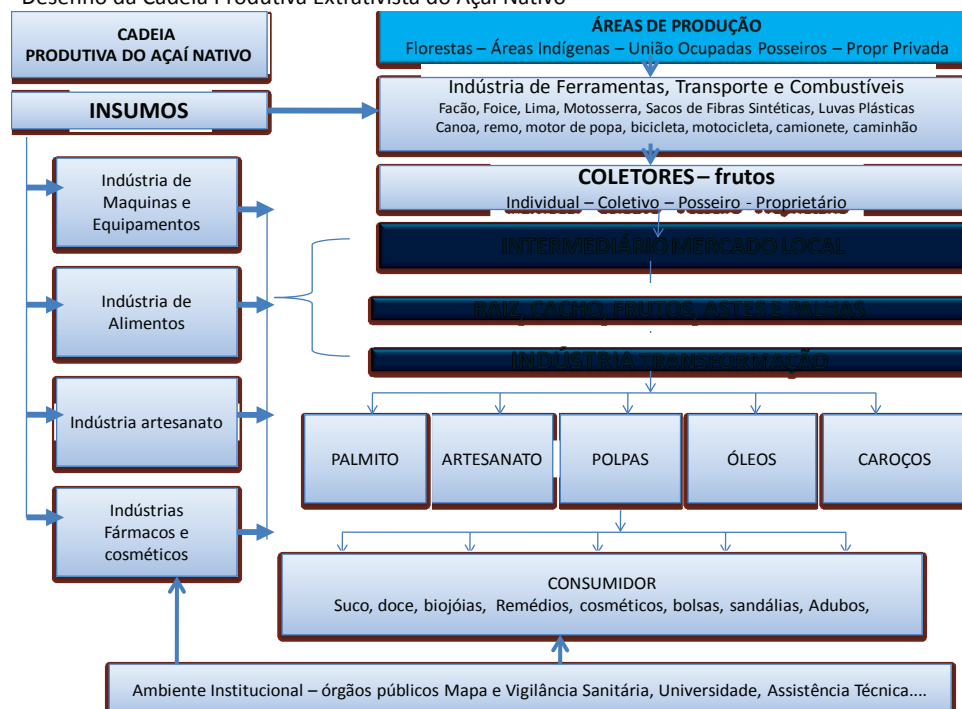 Desenho da Cadeia Produtiva Extrativista do Açaí Nativo
CADEIA
PRODUTIVA DO AÇAÍ NATIVO
ÁREAS DE PRODUÇÃO
Florestas – Áreas Indígenas – União Ocupadas Posseiros – Propr Privada
INSUMOS
Indústria de Ferramentas, Transporte e Combustíveis
Facão, Foice, Lima, Motosserra, Sacos de Fibras Sintéticas, Luvas Plásticas
Canoa, remo, motor de popa, bicicleta, motocicleta, camionete, caminhão
COLETORES – frutos
Individual – Coletivo – Posseiro - Proprietário
INTERMEDIÁRIO MERCADO LOCAL
RAIZ, CACHO, FRUTOS, ASTES E PALHAS
INDÚSTRIA TRANSFORMAÇÃO
Indústria de
Maquinas e
Equipamentos
Indústria de
Alimentos
Indústria artesanato
Indústrias
Fármacos e
cosméticos
PALMITO
ARTESANATO
POLPAS
ÓLEOS
CAROÇOS
CONSUMIDOR
Suco, doce, biojóias, Remédios, cosméticos, bolsas, sandálias, Adubos,
Ambiente Institucional – órgãos públicos Mapa e Vigilância Sanitária, Universidade, Assistência Técnica....